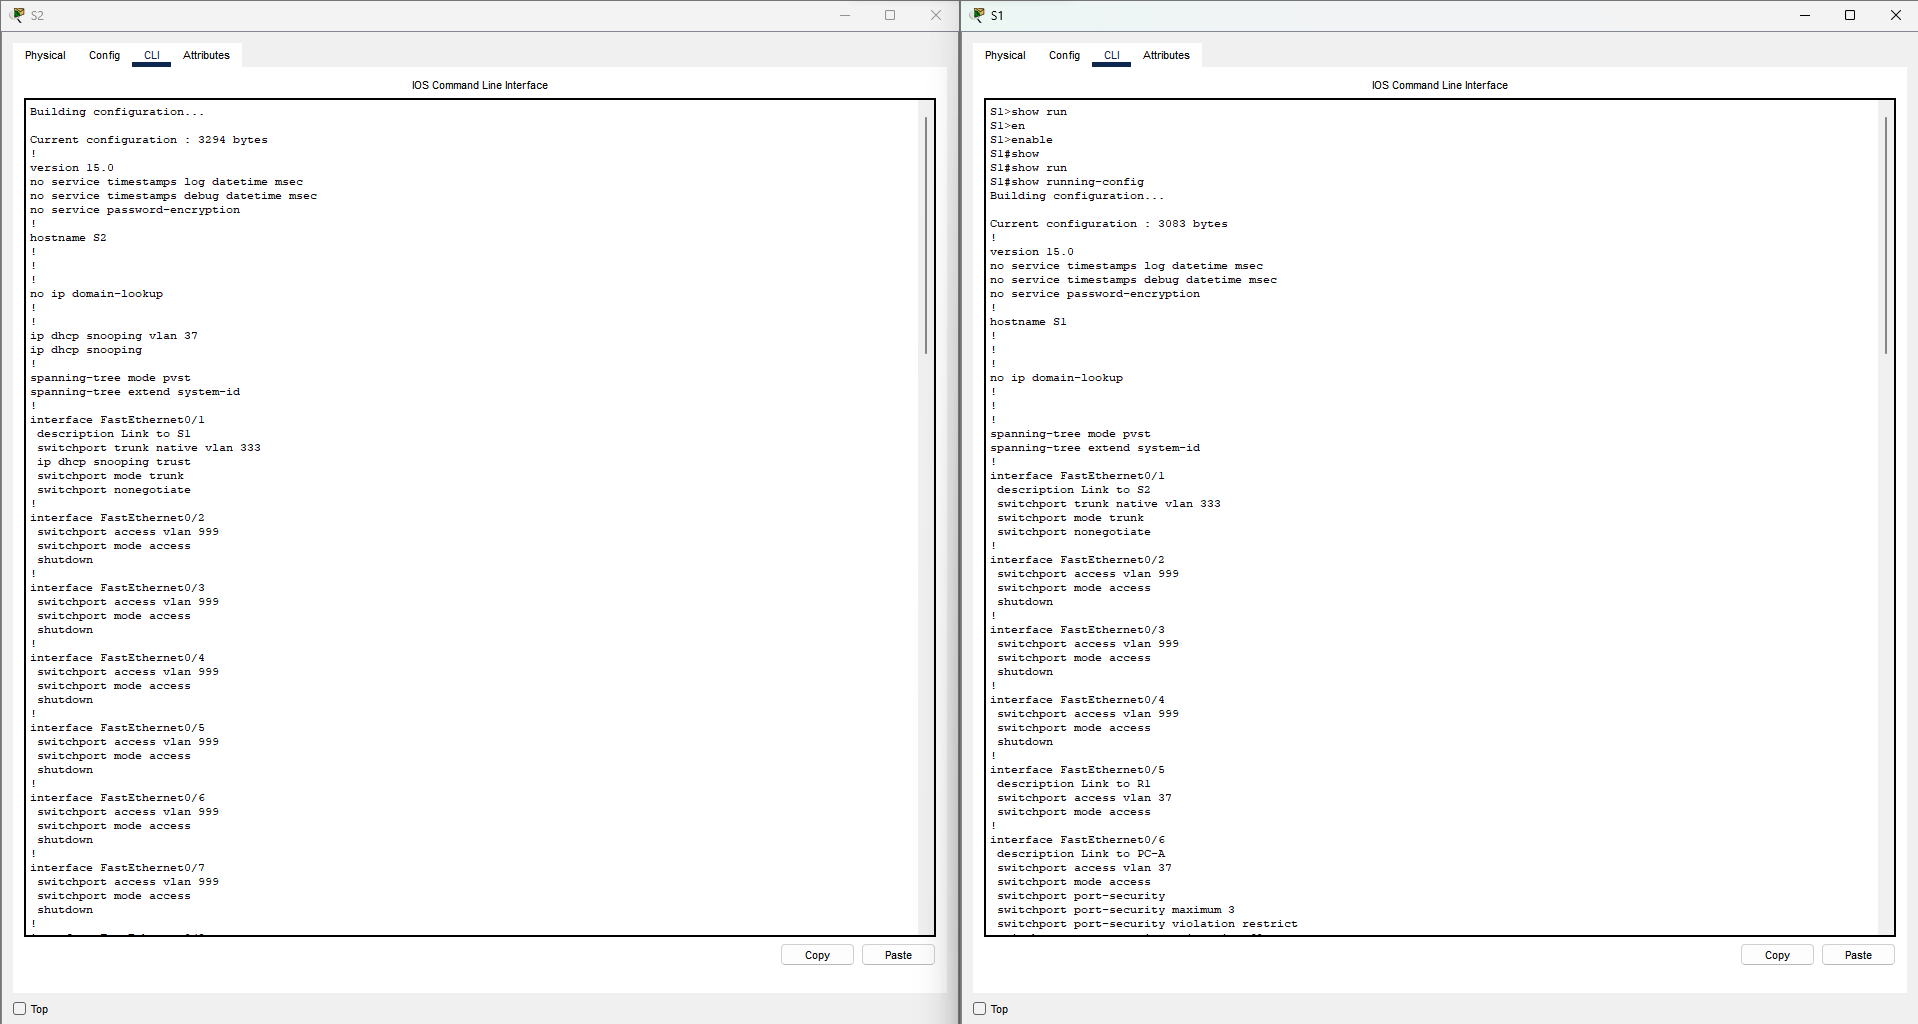 S2
Physical Config CLI Attributes
IOS Command Line Interface
Building configuration...
Current configuration : 3294 bytes
!
version 15.0
no service timestamps log datetime msec
no service timestamps debug datetime msec
no service password-encryption
!
hostname S2
!
!
!
no ip domain-lookup
!
!
ip dhcp snooping vlan 37
ip dhcp snooping
!
spanning-tree mode pvst
spanning-tree extend system-id
!
interface FastEthernet0/1
description Link to S1
switchport trunk native vlan 333
ip dhcp snooping trust
switchport mode trunk
switchport nonegotiate
!
interface FastEthernet0/2
switchport access vlan 999
switchport mode access
shutdown
!
interface FastEthernet0/3
switchport access vlan 999
switchport mode access
shutdown
!
interface FastEthernet0/4
switchport access vlan 999
switchport mode access
shutdown
!
interface FastEthernet0/5
switchport access vlan 999
switchport mode access
shutdown
!
interface FastEthernet0/6
switchport access vlan 999
switchport mode access
shutdown
!
interface FastEthernet0/7
switchport access vlan 999
switchport mode access
shutdown
!
Copy Paste
Top
S1
Physical Config CLI Attributes
IOS Command Line Interface
S1>show run
S1>en
S1>enable
S1#show
S1#show run
S1#show running-config
Building configuration...
Current configuration : 3083 bytes
!
version 15.0
no service timestamps log datetime msec
no service timestamps debug datetime msec
no service password-encryption
!
hostname S1
!
!
!
no ip domain-lookup
!
!
!
spanning-tree mode pvst
spanning-tree extend system-id
!
interface FastEthernet0/1
description Link to S2
switchport trunk native vlan 333
switchport mode trunk
switchport nonegotiate
!
interface FastEthernet0/2
switchport access vlan 999
switchport mode access
shutdown
!
interface FastEthernet0/3
switchport access vlan 999
switchport mode access
shutdown
!
interface FastEthernet0/4
switchport access vlan 999
switchport mode access
shutdown
!
interface FastEthernet0/5
description Link to R1
switchport access vlan 37
switchport mode access
!
interface FastEthernet0/6
description Link to PC-A
switchport access vlan 37
switchport mode access
switchport port-security
switchport port-security maximum 3
switchport port-security violation restrict
Copy Paste
Top